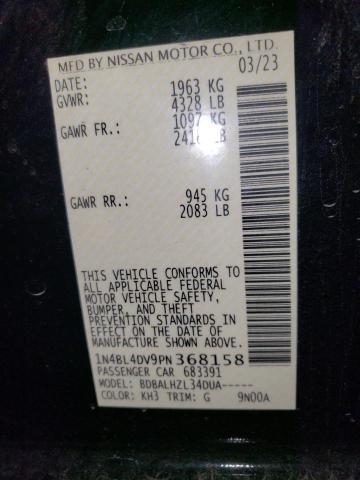 MFD BY NISSAN MOTOR CO., LTD.
DATE: 03/23
GVWR: 1963 KG
4328 LB
GAWR FR.: KG
LB
GAWR RR.: 945 KG
2083 LB
THIS VEHICLE CONFORMS TO
ALL APPLICABLE FEDERAL
MOTOR VEHICLE SAFETY,
BUMPER, AND THEFT
PREVENTION STANDARDS IN
EFFECT ON THE DATE OF
MANUFACTURE SHOWN ABOVE.
1N4BL4DV9PN368158
PASSENGER CAR 683391
MODEL: BDBALHZL34DUA-----
COLOR: KH3 TRIM: G 9N00A